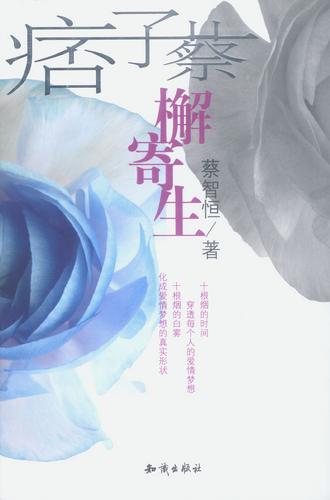 痞子蔡
檞寄生
蔡智恒/著
十根烟的时间
穿透每个人的爱情梦想
十根烟的白雾
化成爱情梦想的真实形状
知识出版社